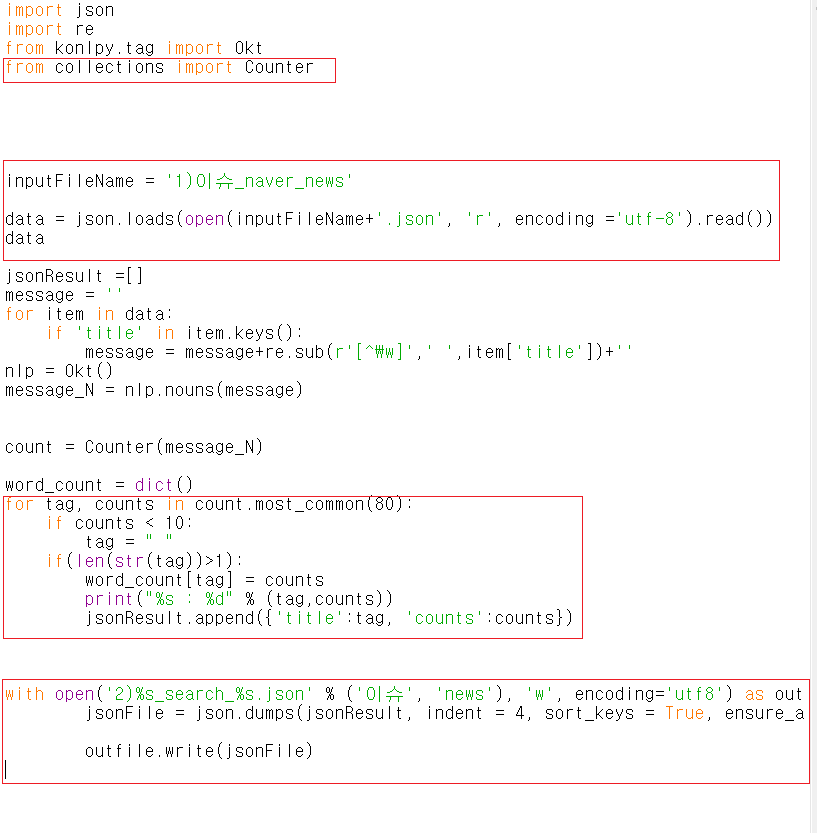 import json
import re
from konlpy.tag import Okt
from collections import Counter
inputFileName = '1)이슈_naver_news'
data = json.loads(open(inputFileName+'.json', 'r', encoding ='utf-8').read())
data
jsonResult =[]
message = ''
for item in data:
    if 'title' in item.keys():
        message = message+re.sub(r'[^₩w]',' ',item['title'])+''
nlp = Okt()
message_N = nlp.nouns(message)
count = Counter(message_N)
word_count = dict()
for tag, counts in count.most_common(80):
    if counts < 10:
        tag = " "
    if(len(str(tag))>1):
        word_count[tag] = counts
        print("%s : %d" % (tag,counts))
        jsonResult.append({'title':tag, 'counts':counts})
with open('2)%s_search_%s.json' % ('이슈', 'news'), 'w', encoding='utf8') as out
        jsonFile = json.dumps(jsonResult, indent = 4, sort_keys = True, ensure_a
        outfile.write(jsonFile)